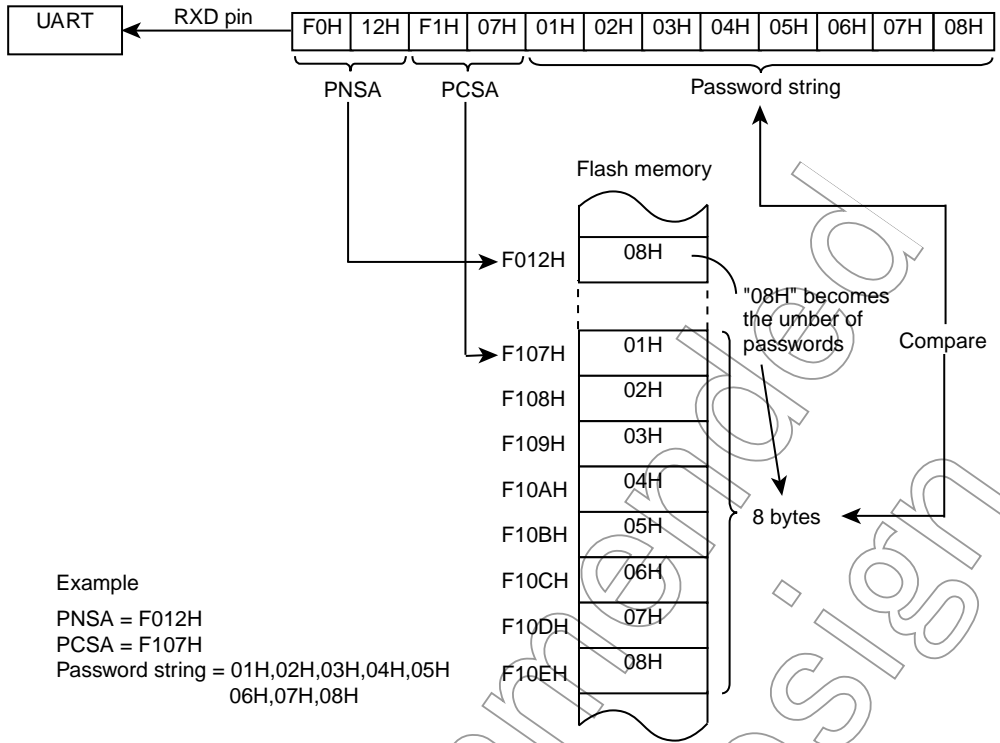 UART
RXD pin
F0H 12H F1H 07H 01H 02H 03H 04H 05H 06H 07H 08H
PNSA PCSA Password string
Flash memory
F012H 08H
"08H" becomes
the umber of
passwords
Compare
F107H 01H
F108H 02H
F109H 03H
F10AH 04H
F10BH 05H
8 bytes
F10CH 06H
F10DH 07H
F10EH 08H
Example
PNSA = F012H
PCSA = F107H
Password string = 01H,02H,03H,04H,05H
06H,07H,08H